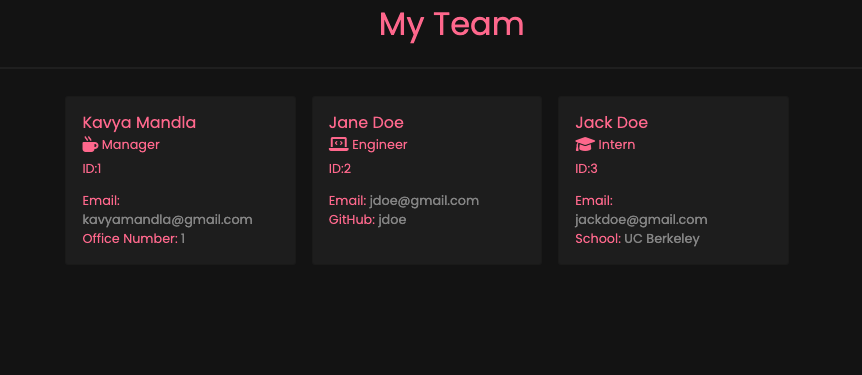 My Team
Kavya Mandla
Manager
ID:1
Email:
kavyamandla@gmail.com
Office Number: 1
Jane Doe
Engineer
ID:2
Email: jdoe@gmail.com
GitHub: jdoe
Jack Doe
Intern
ID:3
Email:
jackdoe@gmail.com
School: UC Berkeley